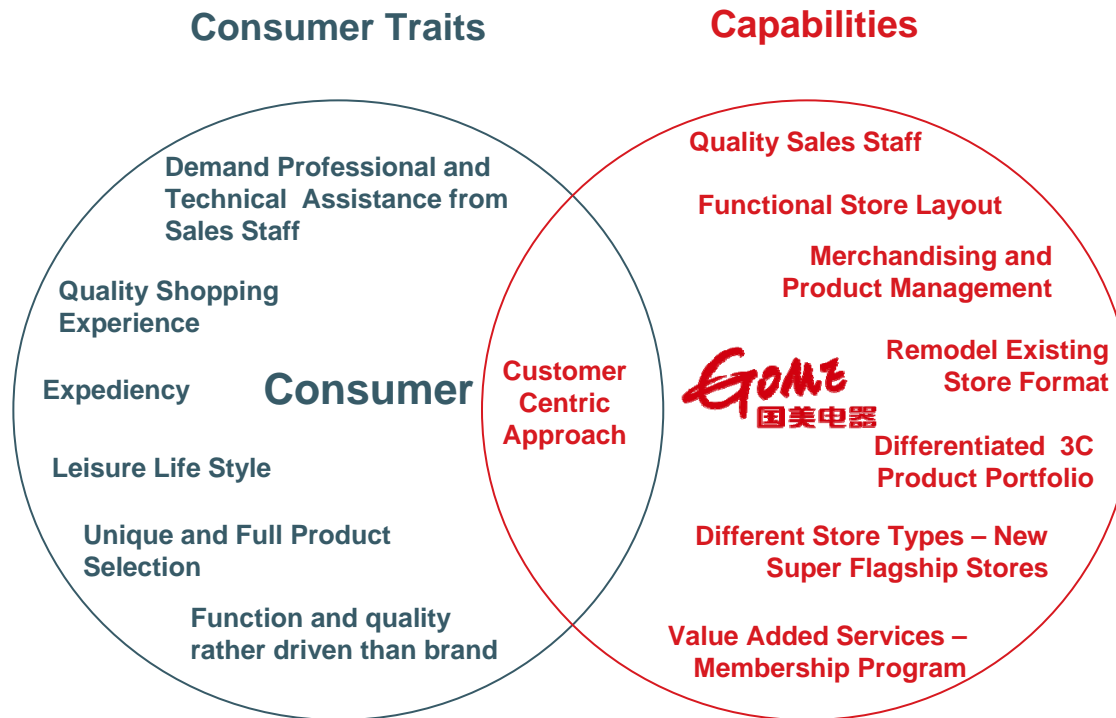 Consumer Traits
Capabilities
Demand Professional and
Technical Assistance from
Sales Staff
Quality Shopping
Experience
Expediency
Consumer
Leisure Life Style
Unique and Full Product
Selection
Function and quality
rather driven than brand
Customer
Centric
Approach
Quality Sales Staff
Functional Store Layout
Merchandising and
Product Management
GOME
国美电器
Remodel Existing
Store Format
Differentiated 3C
Product Portfolio
Different Store Types – New
Super Flagship Stores
Value Added Services –
Membership Program